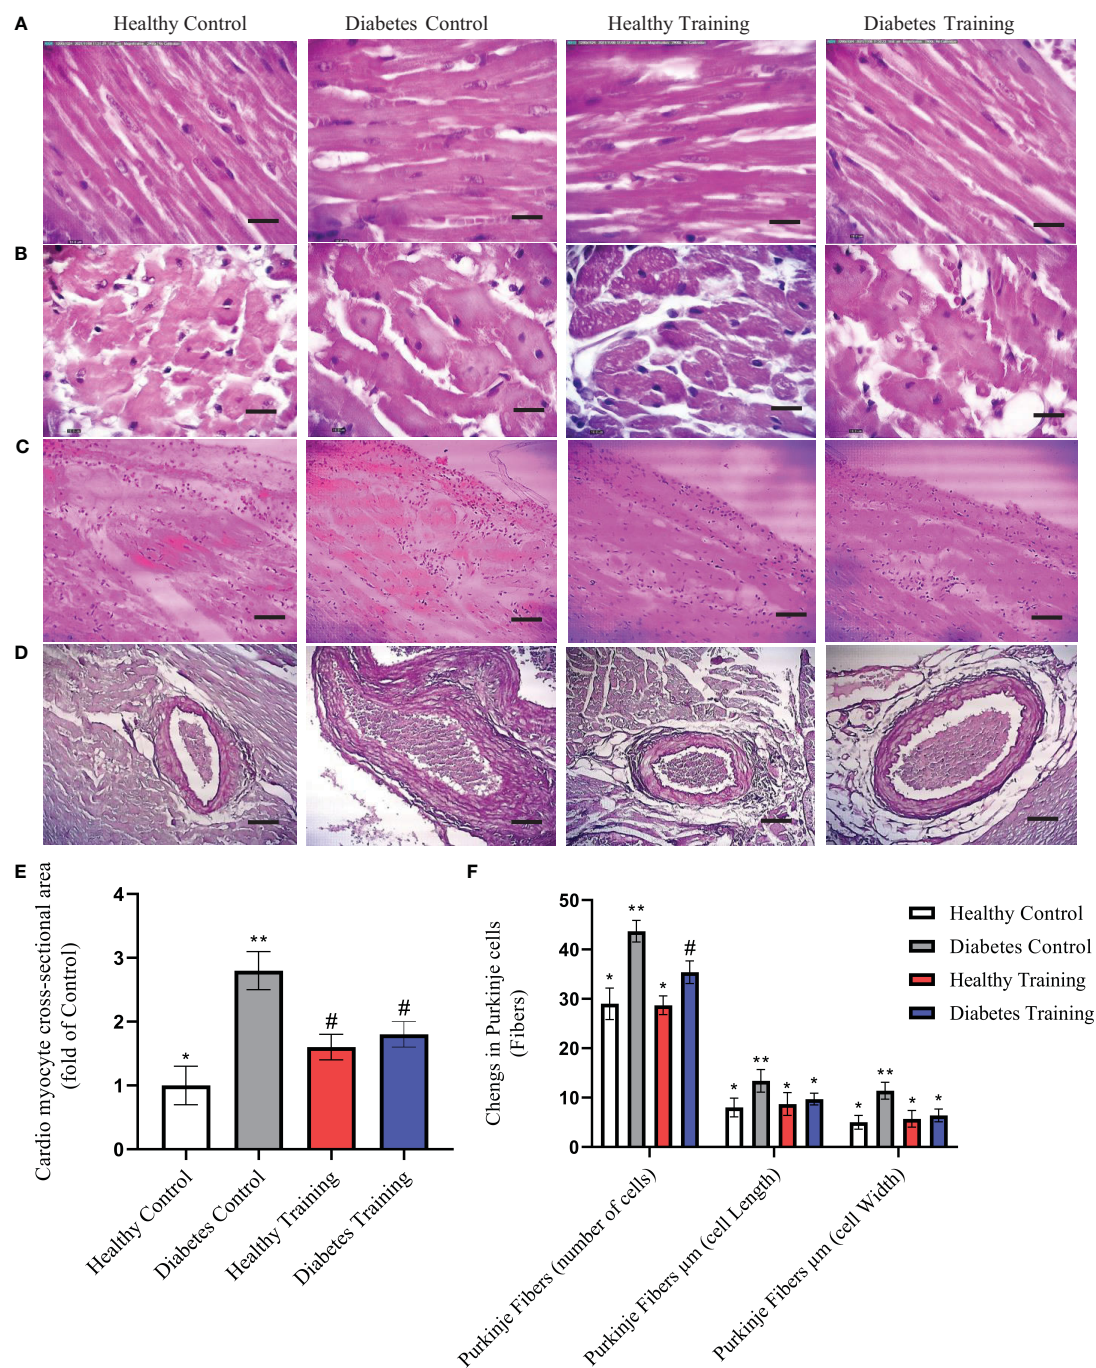 A
Healthy Control
Diabetes Control
Healthy Training
Diabetes Training
B
C
D
E
Cardio myocyte cross-sectional area
(fold of Control)
4
3
2
1
0
*
**
#
#
Healthy Control
Diabetes Control
Healthy Training
Diabetes Training
F
Chengs in Purkinje cells
(Fibers)
50
40
30
20
10
0
*
**
*
#
*
**
*
*
*
**
*
*
Purkinje Fibers (number of cells)
Purkinje Fibers µm (cell Length)
Purkinje Fibers µm (cell Width)
Healthy Control
Diabetes Control
Healthy Training
Diabetes Training